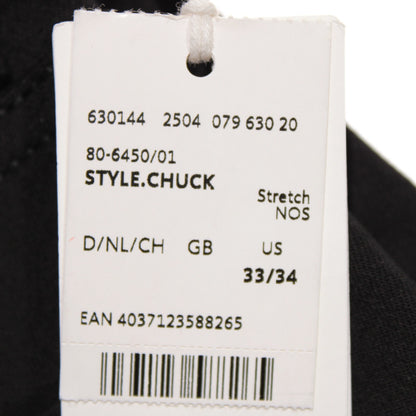 630144 2504 079 630 20
80-6450/01
STYLE.CHUCK
Stretch
NOS
D/NL/CH GB US
33/34
EAN 4037123588265